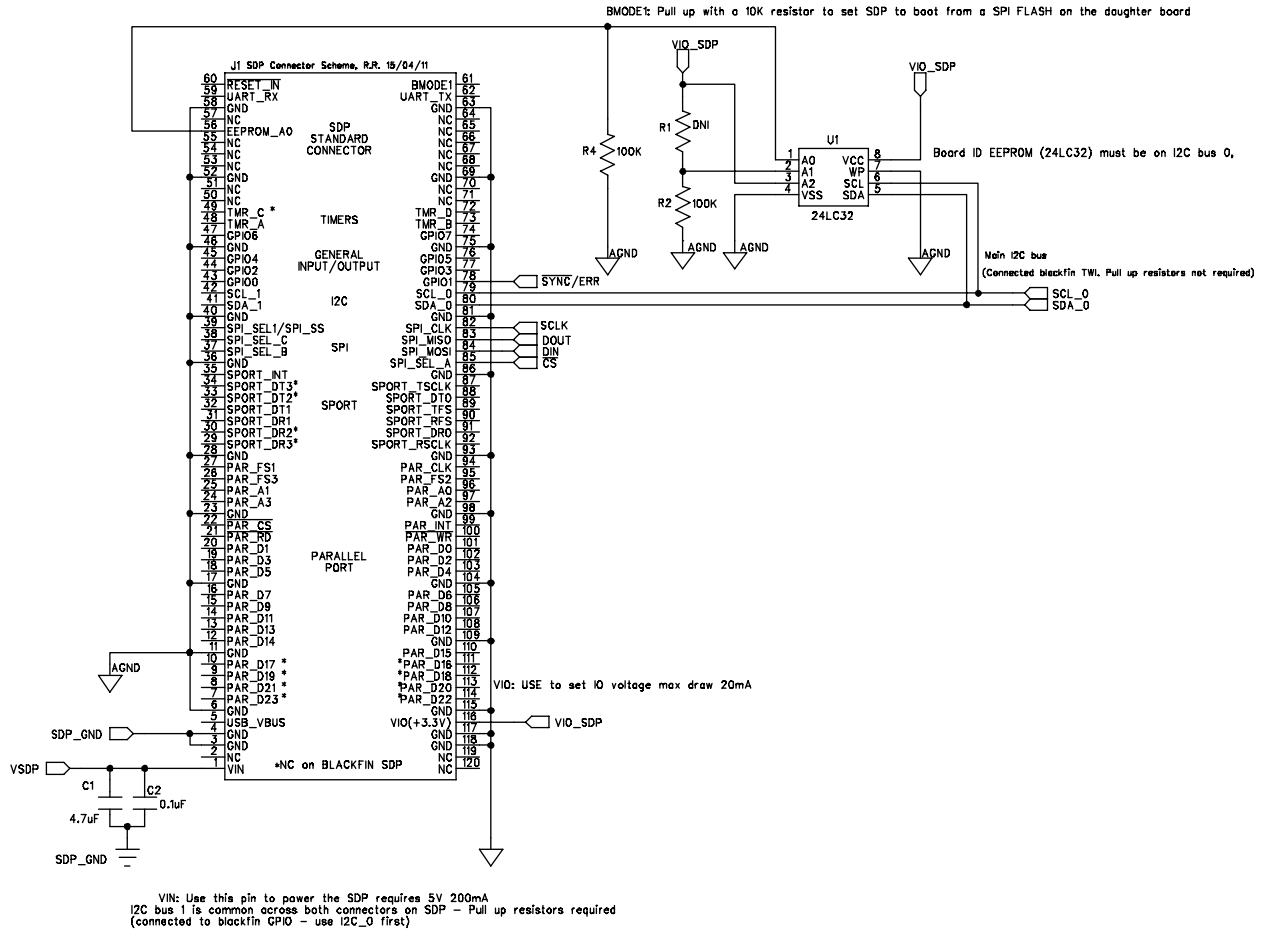 BMODE1: Pull up with a 10K resistor to set SDP to boot from a SPI FLASH on the daughter board
J1 SDP Connector Scheme, R.R. 15/04/11
60 RESET_IN BMODE1 61
59 UART_RX UART_TX 62
58 GND GND 63
57 NC NC 64
56 EEPROM_A0 NC 65
55 NC NC 66
54 NC NC 67
53 NC NC 68
52 GND GND 69
51 NC NC 70
50 NC NC 71
49 TMR_C * TMR_D 72
48 TMR_A TMR_B 73
47 GPIO6 GPIO7 74
46 GND GND 75
45 GPIO4 GPIO5 76
44 GPIO2 GPIO3 77
43 GPIO0 GPIO1 78
42 SCL_1 SCL_0 79
41 SDA_1 SDA_0 80
40 GND GND 81
39 SPI_SEL1/SPI_SS SPI_CLK 82
38 SPI_SEL_C SPI_MISO 83
37 SPI_SEL_B SPI_MOSI 84
36 GND SPI_SEL_A 85
35 SPORT_INT GND 86
34 SPORT_DT3* SPORT_TSCLK 87
33 SPORT_DT2* SPORT_DT0 88
32 SPORT_DT1 SPORT_TFS 89
31 SPORT_DR1 SPORT_RFS 90
30 SPORT_DR2* SPORT_DR0 91
29 SPORT_DR3* SPORT_RSCLK 92
28 GND GND 93
27 PAR_FS1 PAR_CLK 94
26 PAR_FS3 PAR_FS2 95
25 PAR_A1 PAR_A0 96
24 PAR_A3 PAR_A2 97
23 GND GND 98
22 PAR_CS PAR_INT 99
21 PAR_RD PAR_WR 100
20 PAR_D1 PAR_D0 101
19 PAR_D3 PAR_D2 102
18 PAR_D5 PAR_D4 103
17 GND GND 104
16 PAR_D7 PAR_D6 105
15 PAR_D9 PAR_D8 106
14 PAR_D11 PAR_D10 107
13 PAR_D13 PAR_D12 108
12 PAR_D14 GND 109
11 GND PAR_D15 110
10 PAR_D17 * *PAR_D16 111
9 PAR_D19 * *PAR_D18 112
8 PAR_D21 * *PAR_D20 113
7 PAR_D23 * *PAR_D22 114
6 GND GND 115
5 USB_VBUS VIO(+3.3V) 116
4 GND GND 117
3 GND GND 118
2 NC NC 119
1 VIN NC 120
SDP
STANDARD
CONNECTOR
TIMERS
GENERAL
INPUT/OUTPUT
I2C
SPI
SPORT
PARALLEL
PORT
*NC on BLACKFIN SDP
AGND
SDP_GND
VSDP
C1
4.7uF
C2
0.1uF
SDP_GND
SYNC/ERR
SCLK
DOUT
DIN
CS
VIO: USE to set IO voltage max draw 20mA
VIO_SDP
R4
100K
AGND
VIO_SDP
R1
DNI
R2
100K
AGND
AGND
U1
1 A0 VCC 8
2 A1 WP 7
3 A2 SCL 6
4 VSS SDA 5
24LC32
VIO_SDP
AGND
Board ID EEPROM (24LC32) must be on I2C bus 0,
Main I2C bus
(Connected blackfin TWI. Pull up resistors not required)
SCL_0
SDA_0
VIN: Use this pin to power the SDP requires 5V 200mA
I2C bus 1 is common across both connectors on SDP - Pull up resistors required
(connected to blackfin GPIO - use I2C_0 first)